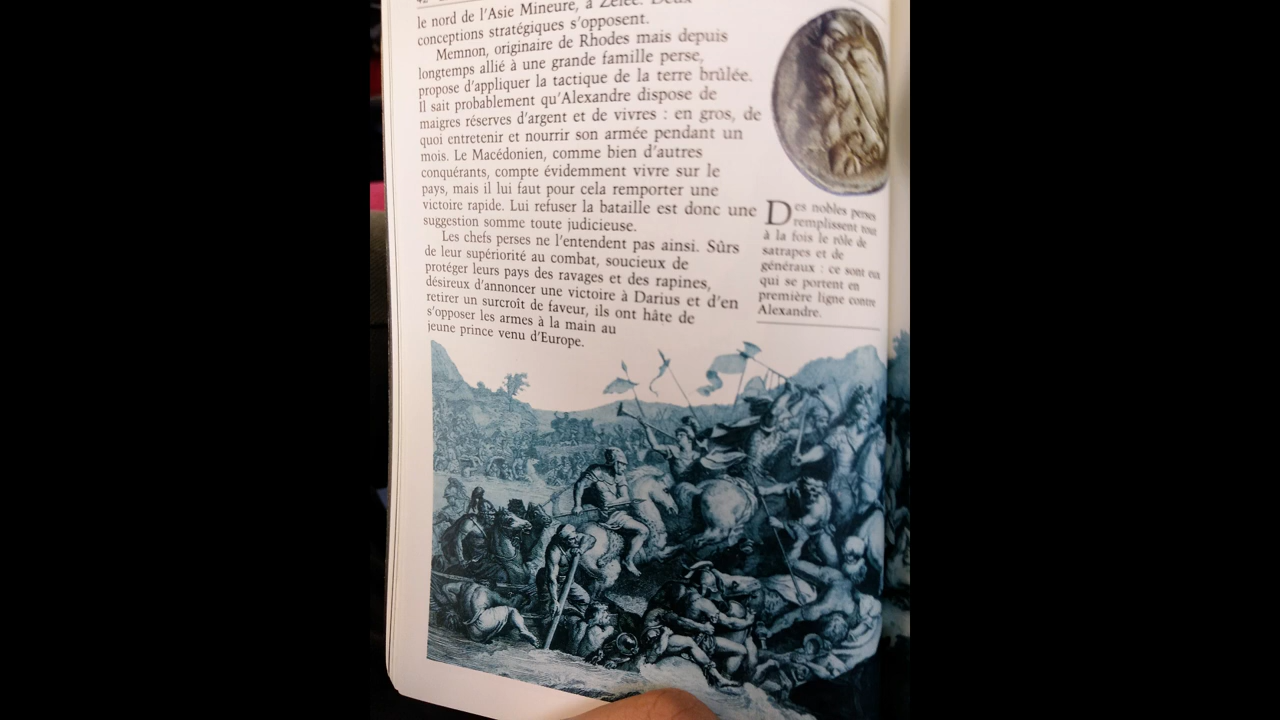 le nord de l'Asie Mineure, à Zélée. Deux
conceptions stratégiques s'opposent.
Memnon, originaire de Rhodes mais depuis
longtemps allié à une grande famille perse,
propose d'appliquer la tactique de la terre brûlée.
Il sait probablement qu'Alexandre dispose de
maigres réserves d'argent et de vivres : en gros, de
quoi entretenir et nourrir son armée pendant un
mois. Le Macédonien, comme bien d'autres
conquérants, compte évidemment vivre sur le
pays, mais il lui faut pour cela remporter une
victoire rapide. Lui refuser la bataille est donc une
suggestion somme toute judicieuse.
Les chefs perses ne l'entendent pas ainsi. Sûrs
de leur supériorité au combat, soucieux de
protéger leurs pays des ravages et des rapines,
désireux d'annoncer une victoire à Darius et d'en
retirer un surcroît de faveur, ils ont hâte de
s'opposer les armes à la main au
jeune prince venu d'Europe.
Des nobles perses
remplissent tout
à la fois le rôle de
satrapes et de
généraux : ce sont eux
qui se portent en
première ligne contre
Alexandre.